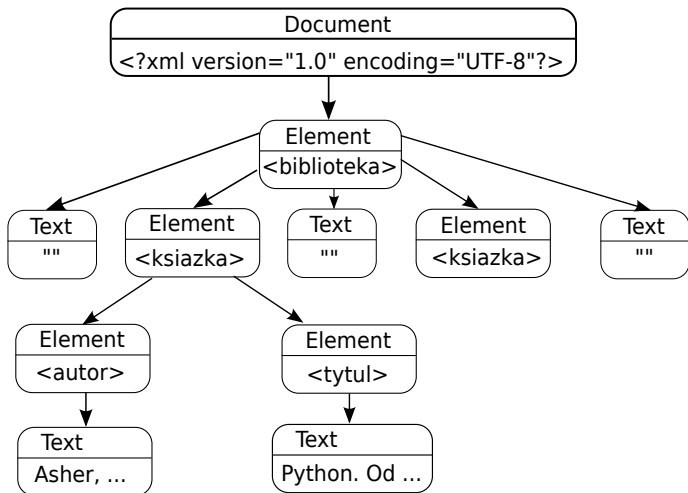 Document
<?xml version="1.0" encoding="UTF-8"?>
Element
<biblioteka>
Text
""
Element
<ksiazka>
Text
""
Element
<ksiazka>
Text
""
Element
<autor>
Element
<tytul>
Text
Asher, ...
Text
Python. Od ...